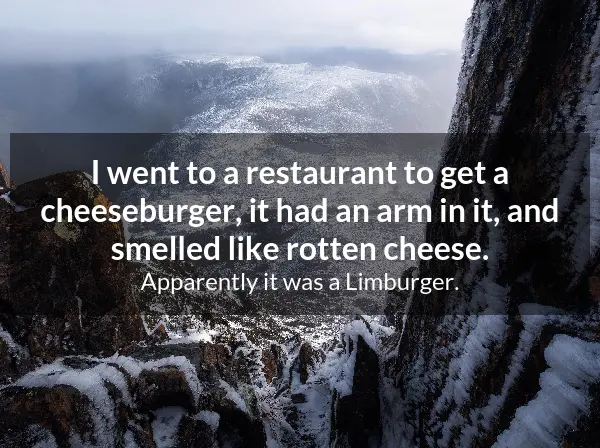 I went to a restaurant to get a
cheeseburger, it had an arm in it, and
smelled like rotten cheese.
Apparently it was a Limburger.